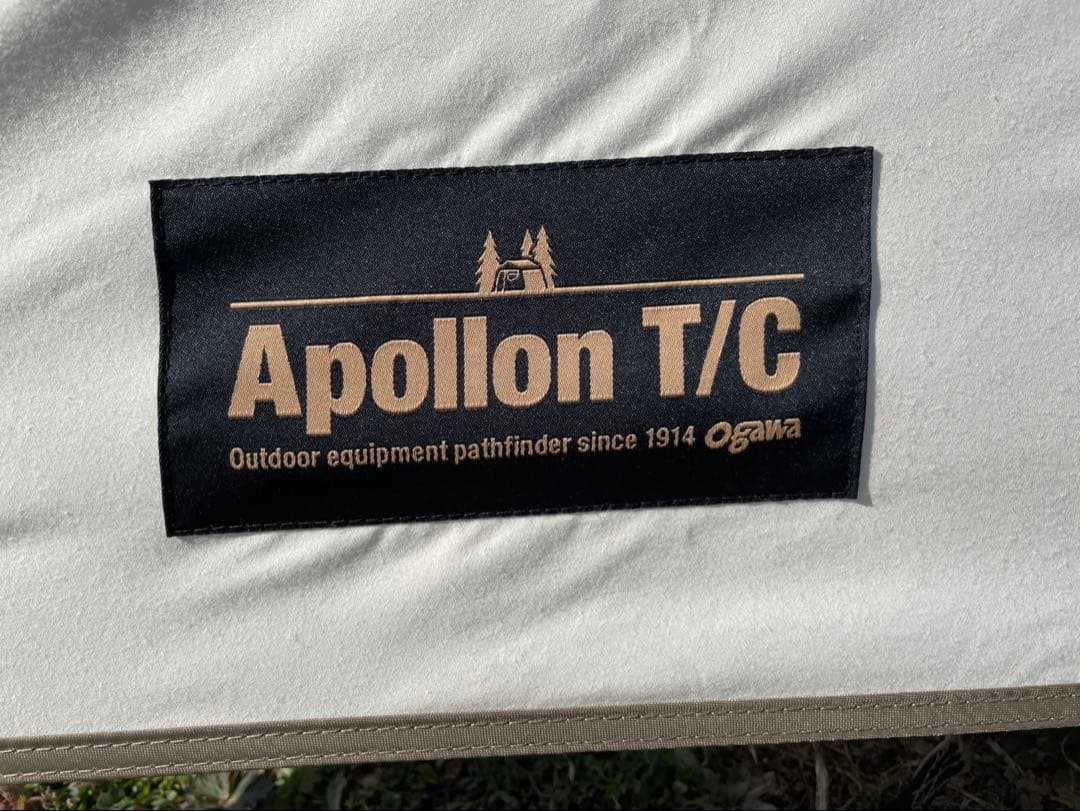 Apollon T/C
Outdoor equipment pathfinder since 1914 Ogawa